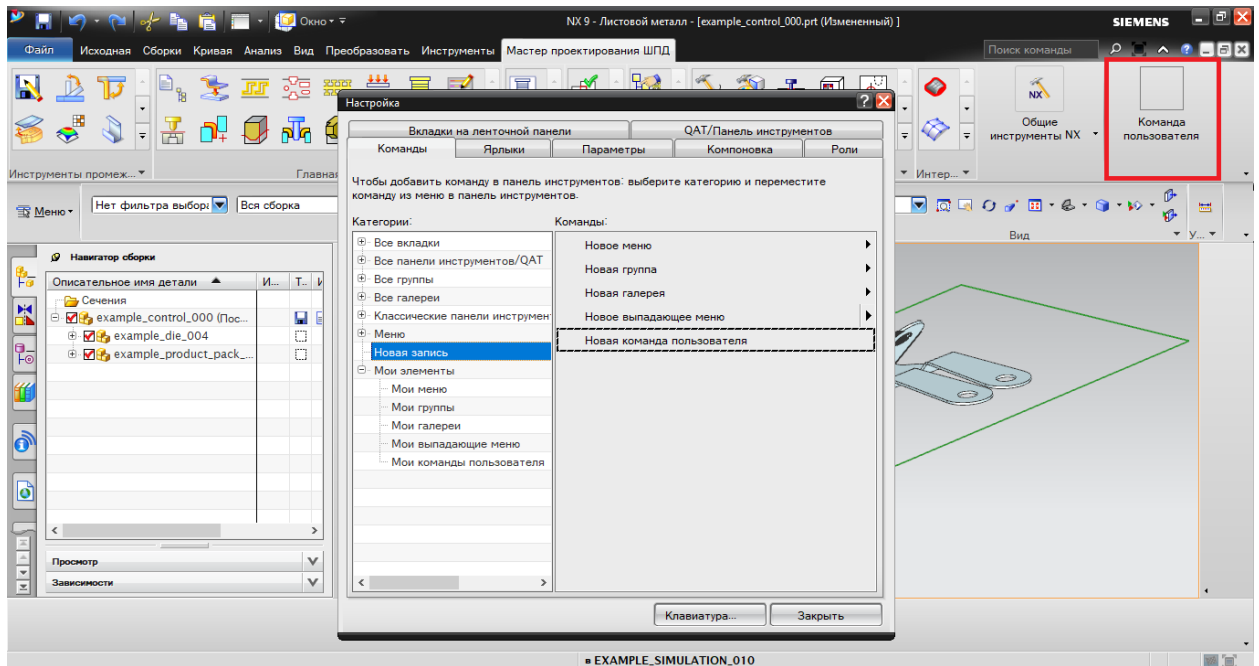 Окно
NX 9 - Листовой металл - [example_control_000.prt (Измененный) ]
SIEMENS
Файл Исходная Сборки Кривая Анализ Вид Преобразовать Инструменты Мастер проектирования ШПД
Поиск команды
NX
Общие
инструменты NX
Команда
пользователя
Инструменты промеж...
Главная
Интер...
Меню
Нет фильтра выбора
Вся сборка
Вид
У...
Настройка
Вкладки на ленточной панели
QAT/Панель инструментов
Команды
Ярлыки
Параметры
Компоновка
Роли
Чтобы добавить команду в панель инструментов: выберите категорию и переместите
команду из меню в панель инструментов.
Категории:
Команды:
Все вкладки
Все панели инструментов/QAT
Все группы
Все галереи
Классические панели инструмен
Меню
Новая запись
Мои элементы
Мои меню
Мои группы
Мои галереи
Мои выпадающие меню
Мои команды пользователя
Новое меню
Новая группа
Новая галерея
Новое выпадающее меню
Новая команда пользователя
Клавиатура...
Закрыть
Навигатор сборки
Описательное имя детали
И...
Т...
Сечения
example_control_000 (Пос...
example_die_004
example_product_pack_...
Просмотр
Зависимости
в EXAMPLE_SIMULATION_010